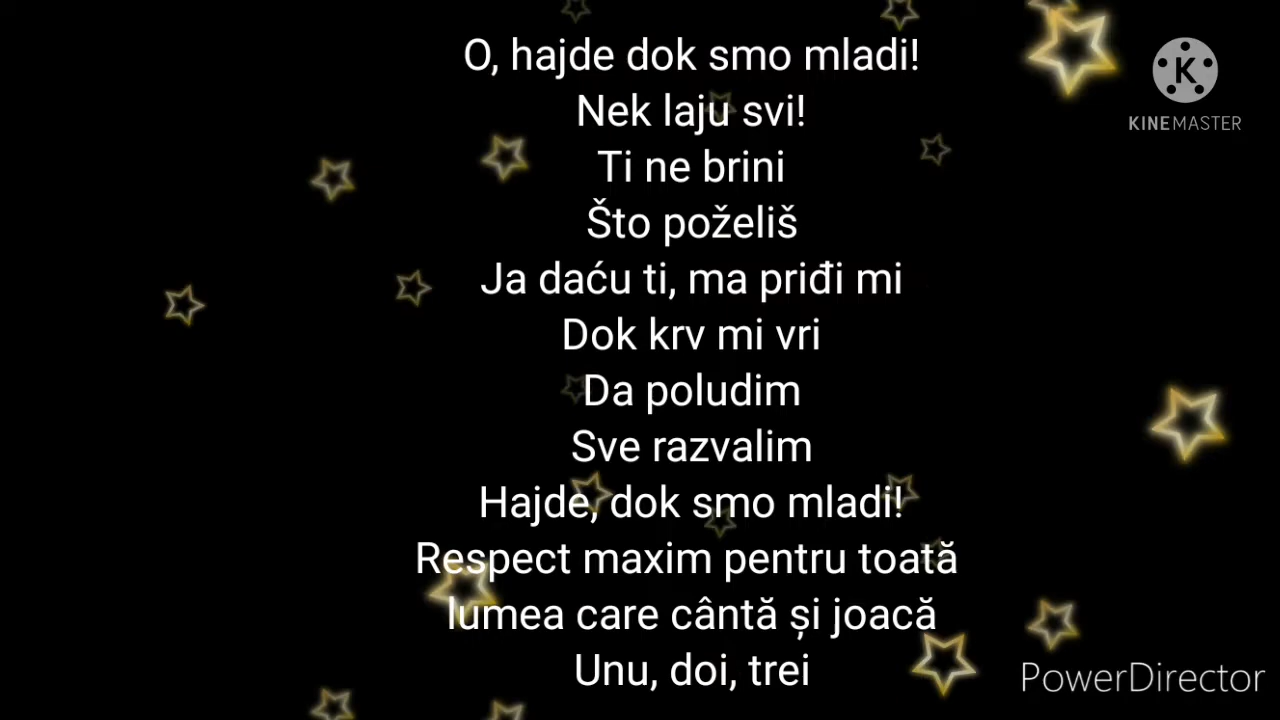 O, hajde dok smo mladi!
Nek laju svi!
Ti ne brini
Što poželiš
Ja daću ti, ma priđi mi
Dok krv mi vri
Da poludim
Sve razvalim
Hajde, dok smo mladi!
Respect maxim pentru toată
lumea care cântă și joacă
Unu, doi, trei
K
KINEMASTER
PowerDirector